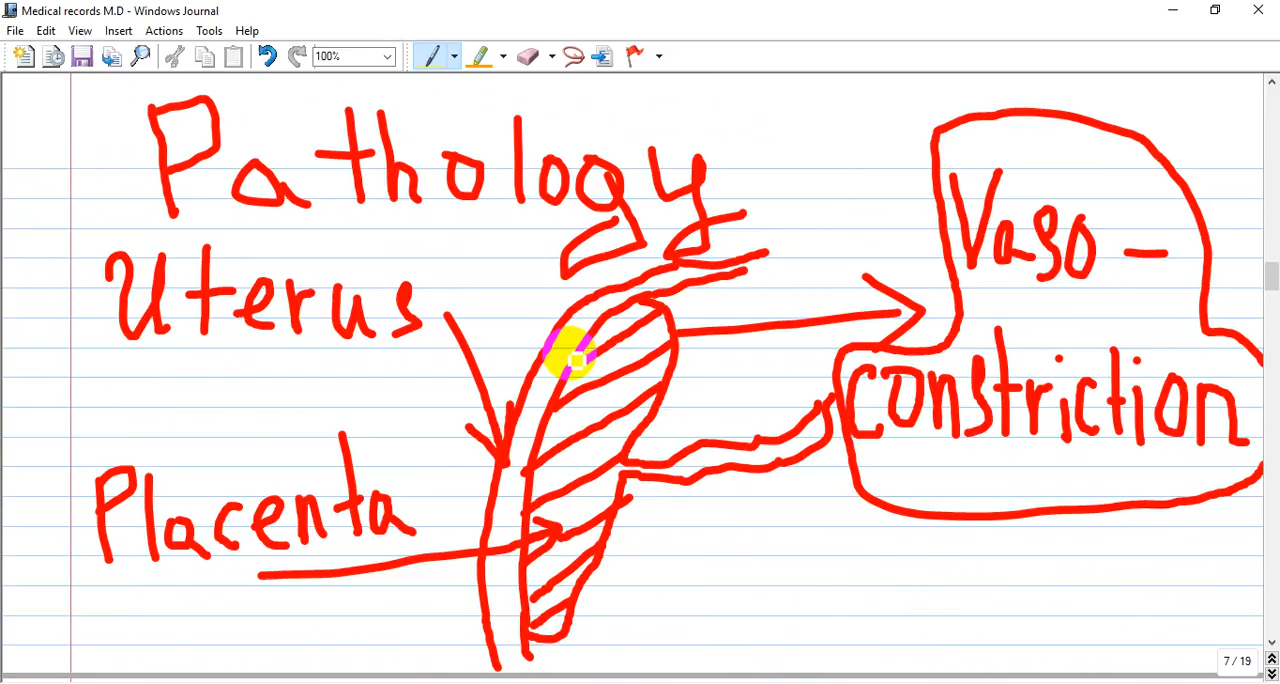 Medical records M.D - Windows Journal
File Edit View Insert Actions Tools Help
100%
Pathology
Uterus
Vaso-
constriction
Placenta
7 / 19